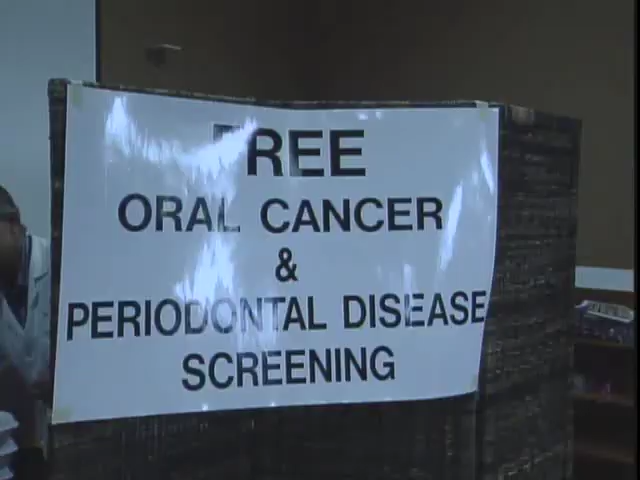 FREE
ORAL CANCER
&
PERIODONTAL DISEASE
SCREENING